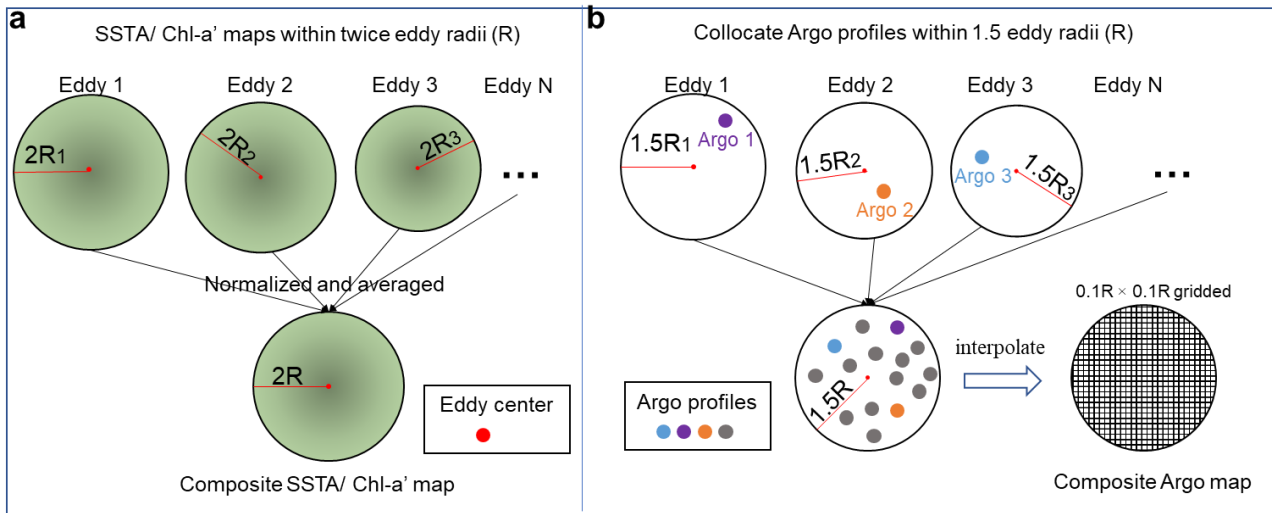 a
SSTA/ Chl-a' maps within twice eddy radii (R)
Eddy 1
Eddy 2
Eddy 3
Eddy N
2R1
2R2
2R3
...
Normalized and averaged
2R
Eddy center
Composite SSTA/ Chl-a' map
b
Collocate Argo profiles within 1.5 eddy radii (R)
Eddy 1
Eddy 2
Eddy 3
Eddy N
1.5R1
Argo 1
1.5R2
Argo 2
Argo 3
1.5R3
...
1.5R
interpolate
0.1R × 0.1R gridded
Argo profiles
Composite Argo map